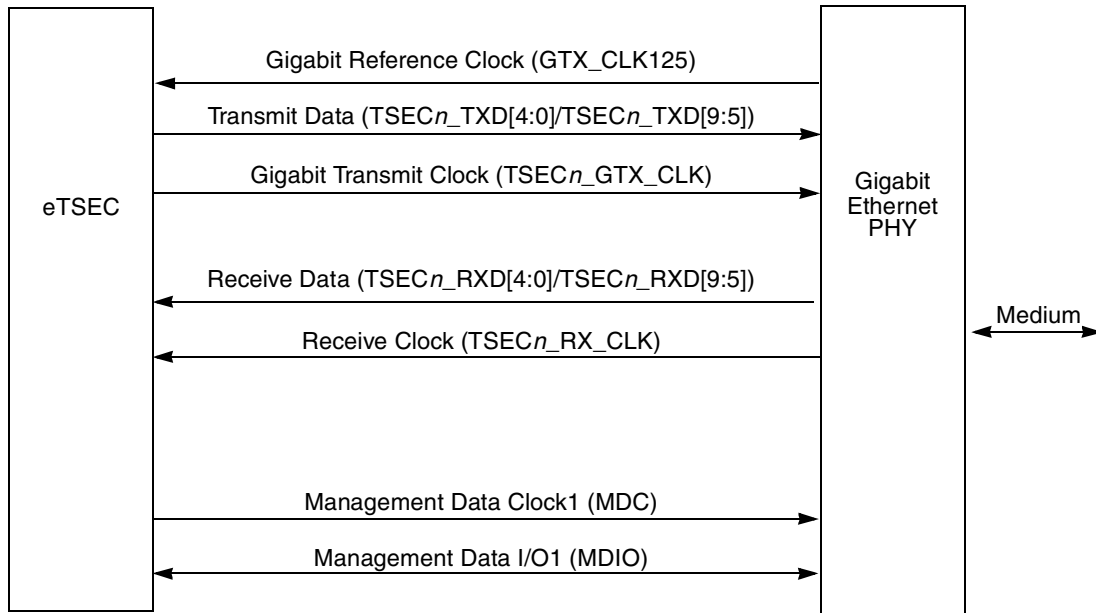 Gigabit Reference Clock (GTX_CLK125)
Transmit Data (TSECn_TXD[4:0]/TSECn_TXD[9:5])
Gigabit Transmit Clock (TSECn_GTX_CLK)
eTSEC
Gigabit
Ethernet
PHY
Receive Data (TSECn_RXD[4:0]/TSECn_RXD[9:5])
Medium
Receive Clock (TSECn_RX_CLK)
Management Data Clock1 (MDC)
Management Data I/O1 (MDIO)